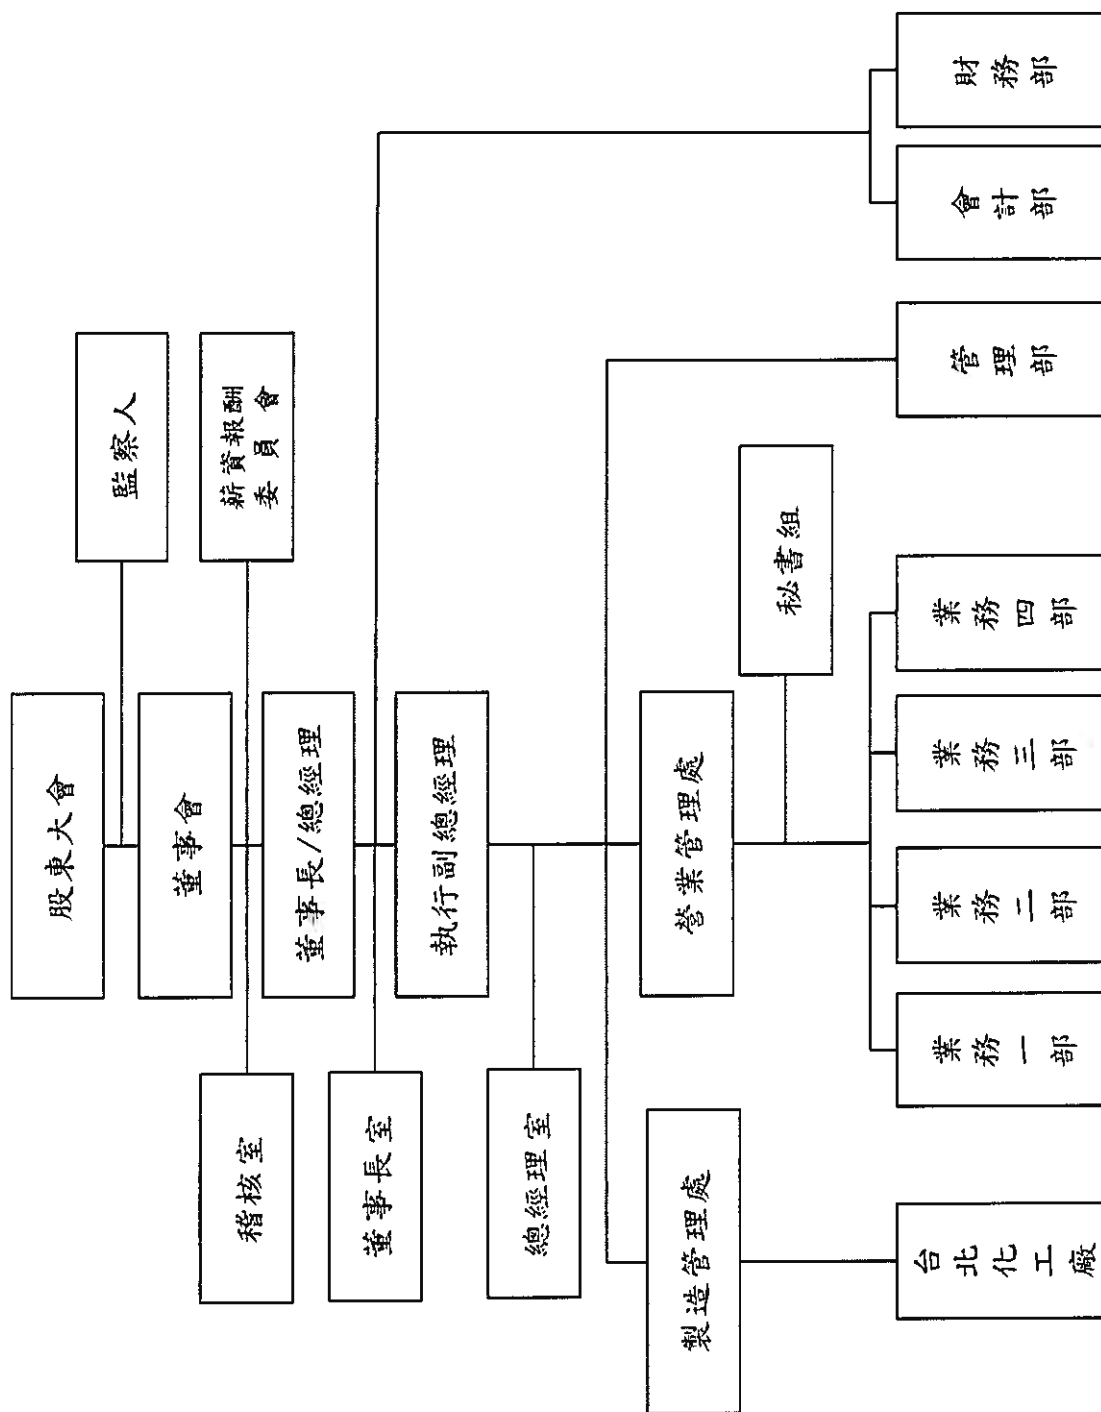 股東大會
監察人
董事會
薪資報酬
委員會
稽核室
董事長/總經理
董事長室
執行副總經理
總經理室
製造管理處
營業管理處
秘書組
台北化工廠
業務一部
業務二部
業務三部
業務四部
管理部
會計部
財務部